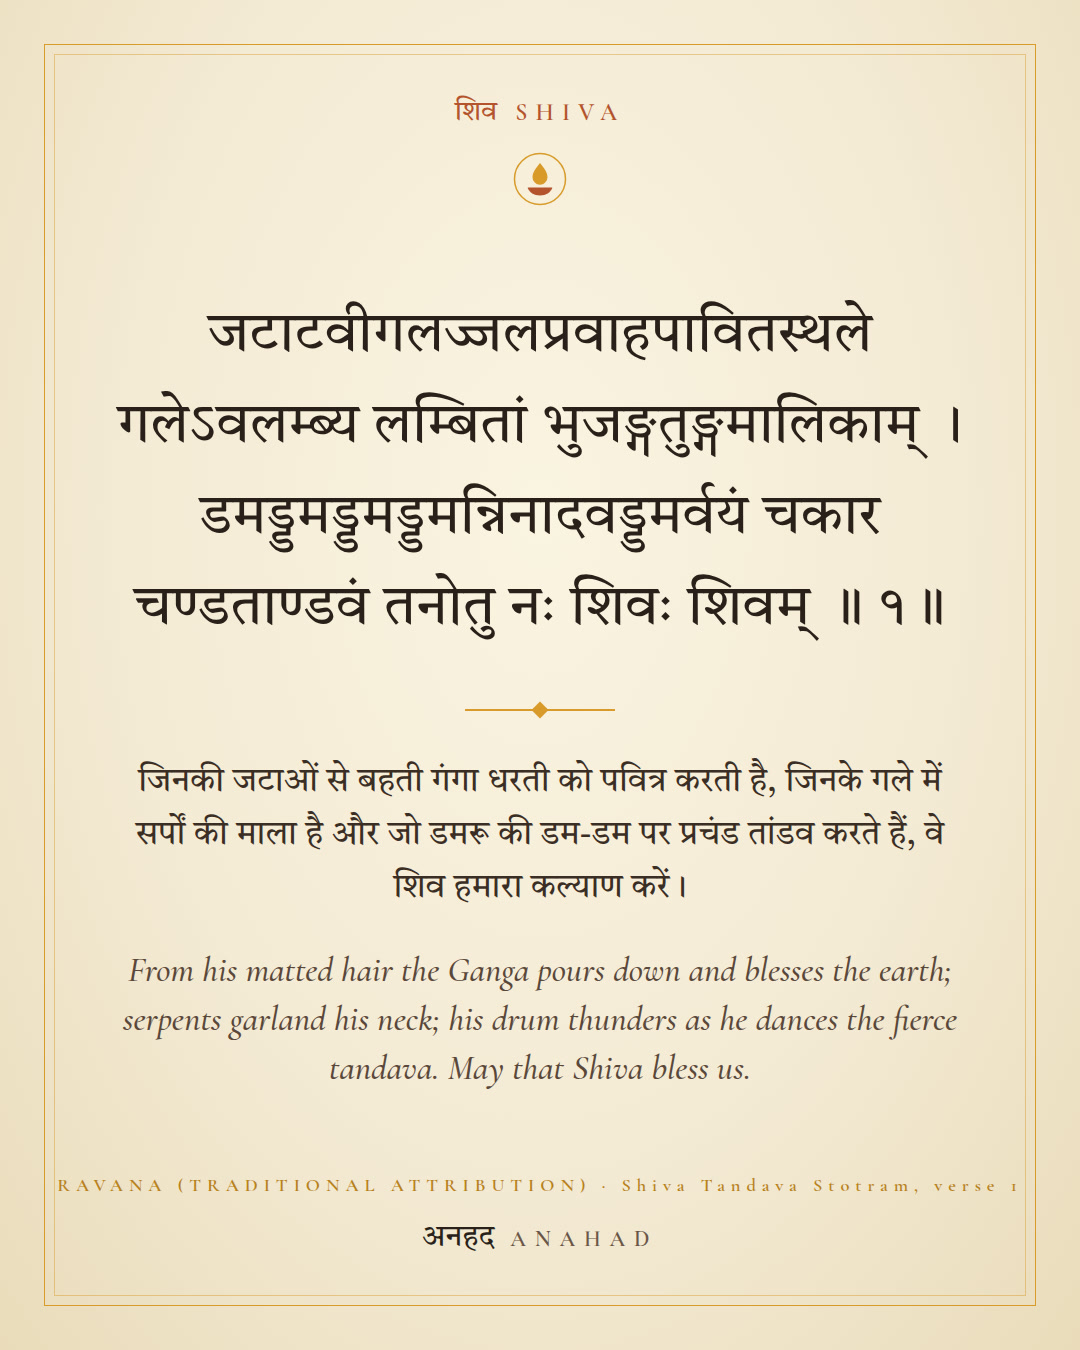 शिव SHIVA
जटाटवीगलज्जलप्रवाहपावितस्थले
गलेऽवलम्ब्य लम्बितां भुजङ्गतुङ्गमालिकाम् ।
डमड्डमड्डमड्डमन्निनादवड्डमर्वयं चकार
चण्डताण्डवं तनोतु नः शिवः शिवम् ॥ १॥
जिनकी जटाओं से बहती गंगा धरती को पवित्र करती है, जिनके गले में
सर्पों की माला है और जो डमरू की डम-डम पर प्रचंड तांडव करते हैं, वे
शिव हमारा कल्याण करें।
From his matted hair the Ganga pours down and blesses the earth;
serpents garland his neck; his drum thunders as he dances the fierce
tandava. May that Shiva bless us.
RAVANA (TRADITIONAL ATTRIBUTION) · Shiva Tandava Stotram, verse 1
अनहद ANAHAD